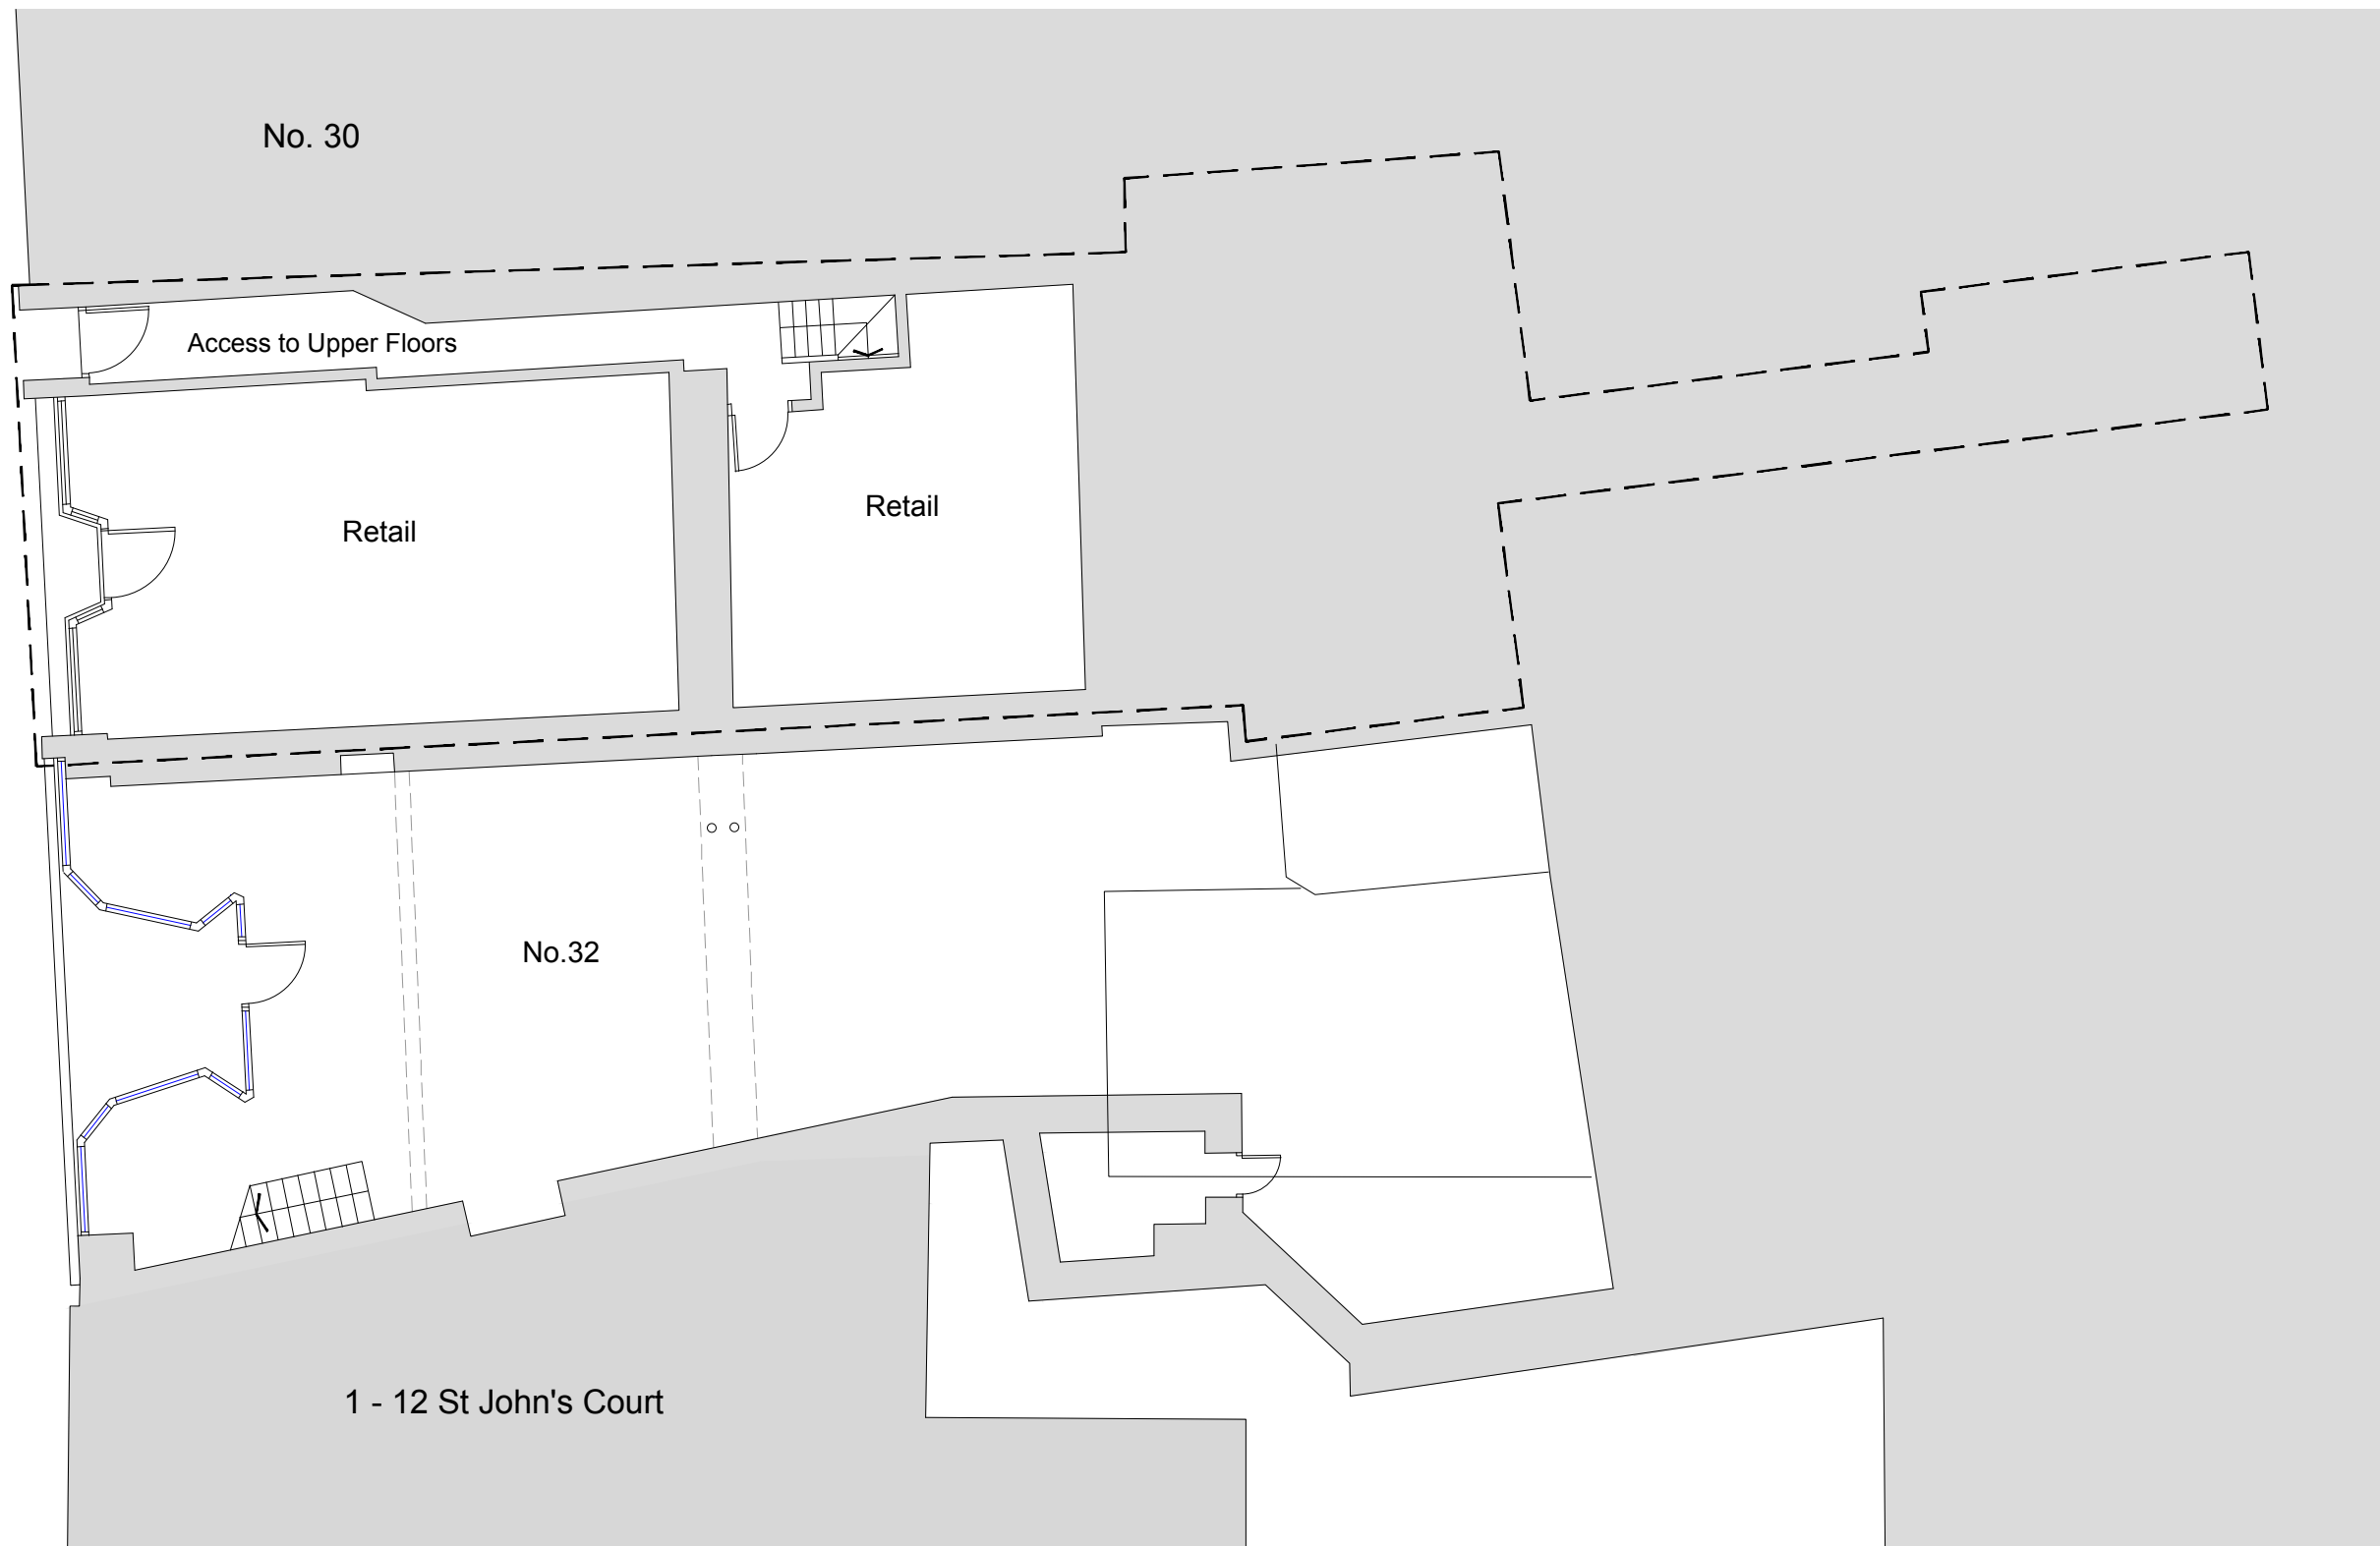 No. 30
Access to Upper Floors
Retail
Retail
No.32
1 - 12 St John's Court